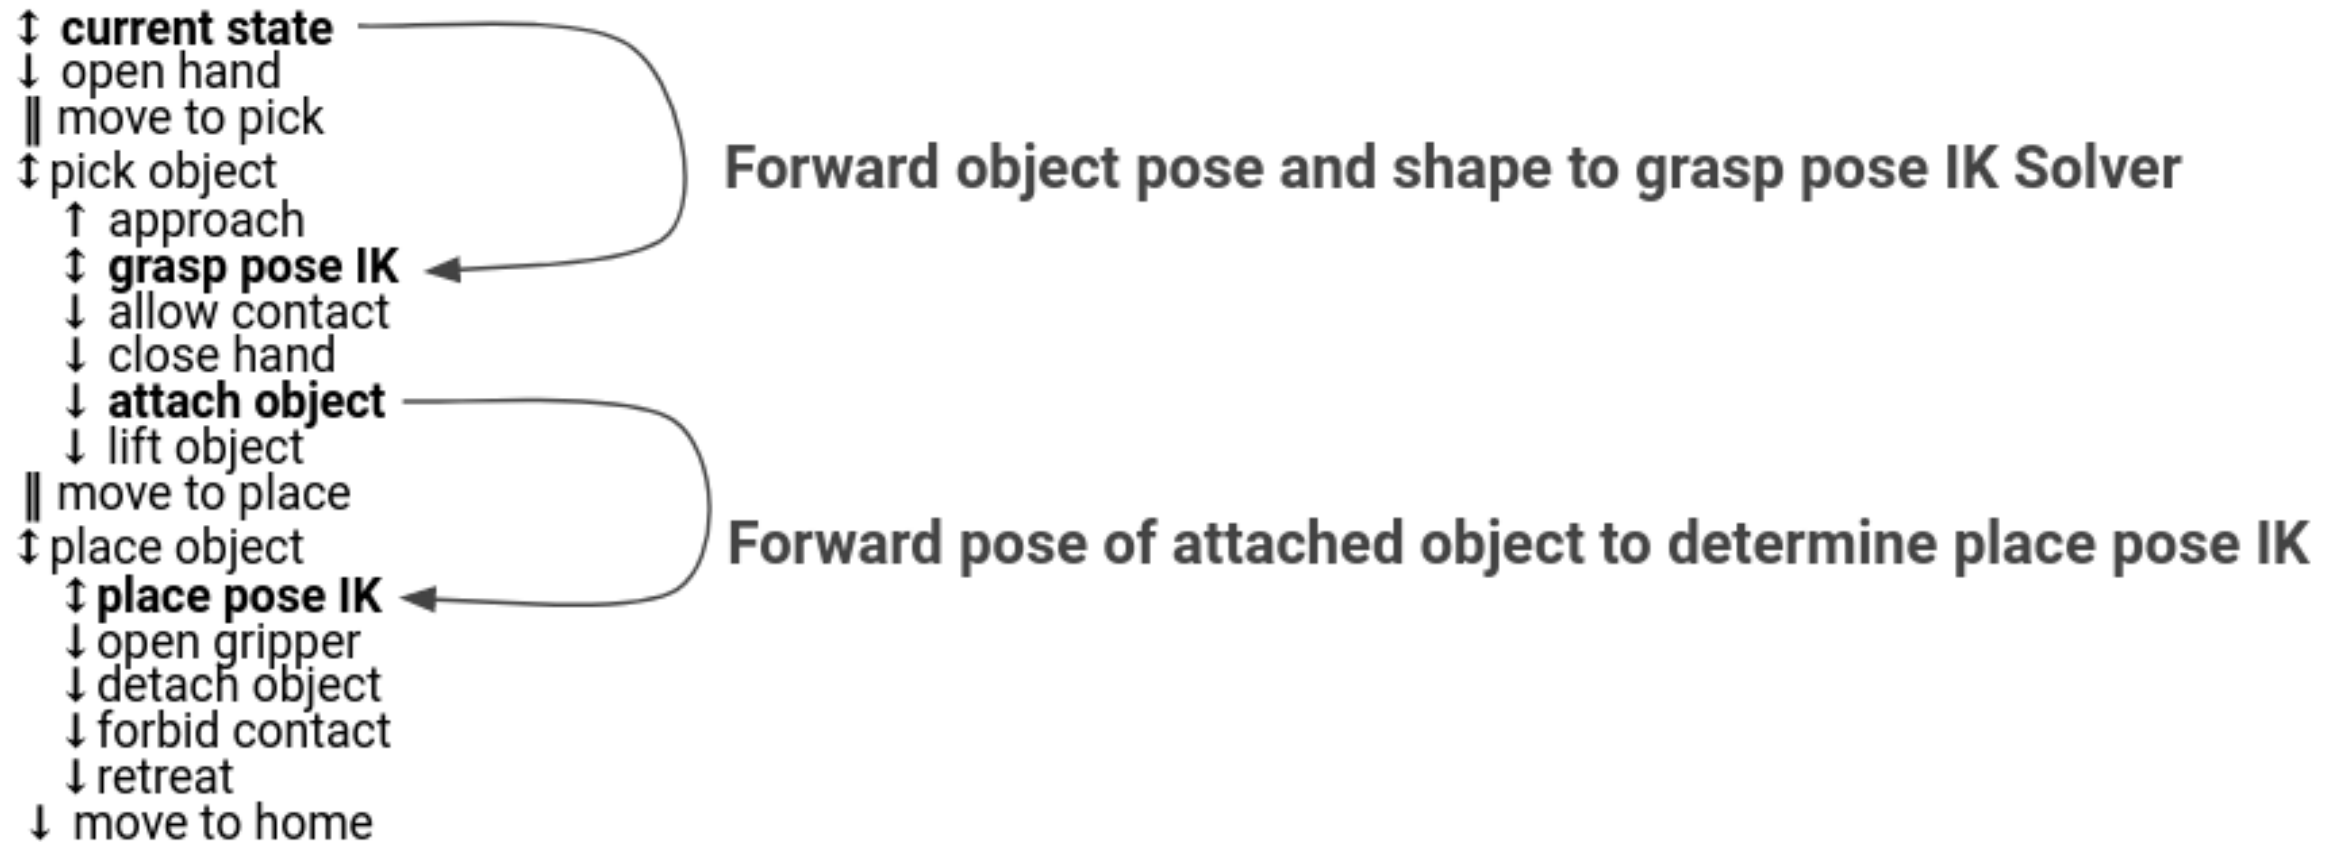 ↕ current state
↓ open hand
‖ move to pick
↕ pick object
↑ approach
↕ grasp pose IK
↓ allow contact
↓ close hand
↓ attach object
↓ lift object
‖ move to place
↕ place object
↕ place pose IK
↓ open gripper
↓ detach object
↓ forbid contact
↓ retreat
↓ move to home
Forward object pose and shape to grasp pose IK Solver
Forward pose of attached object to determine place pose IK